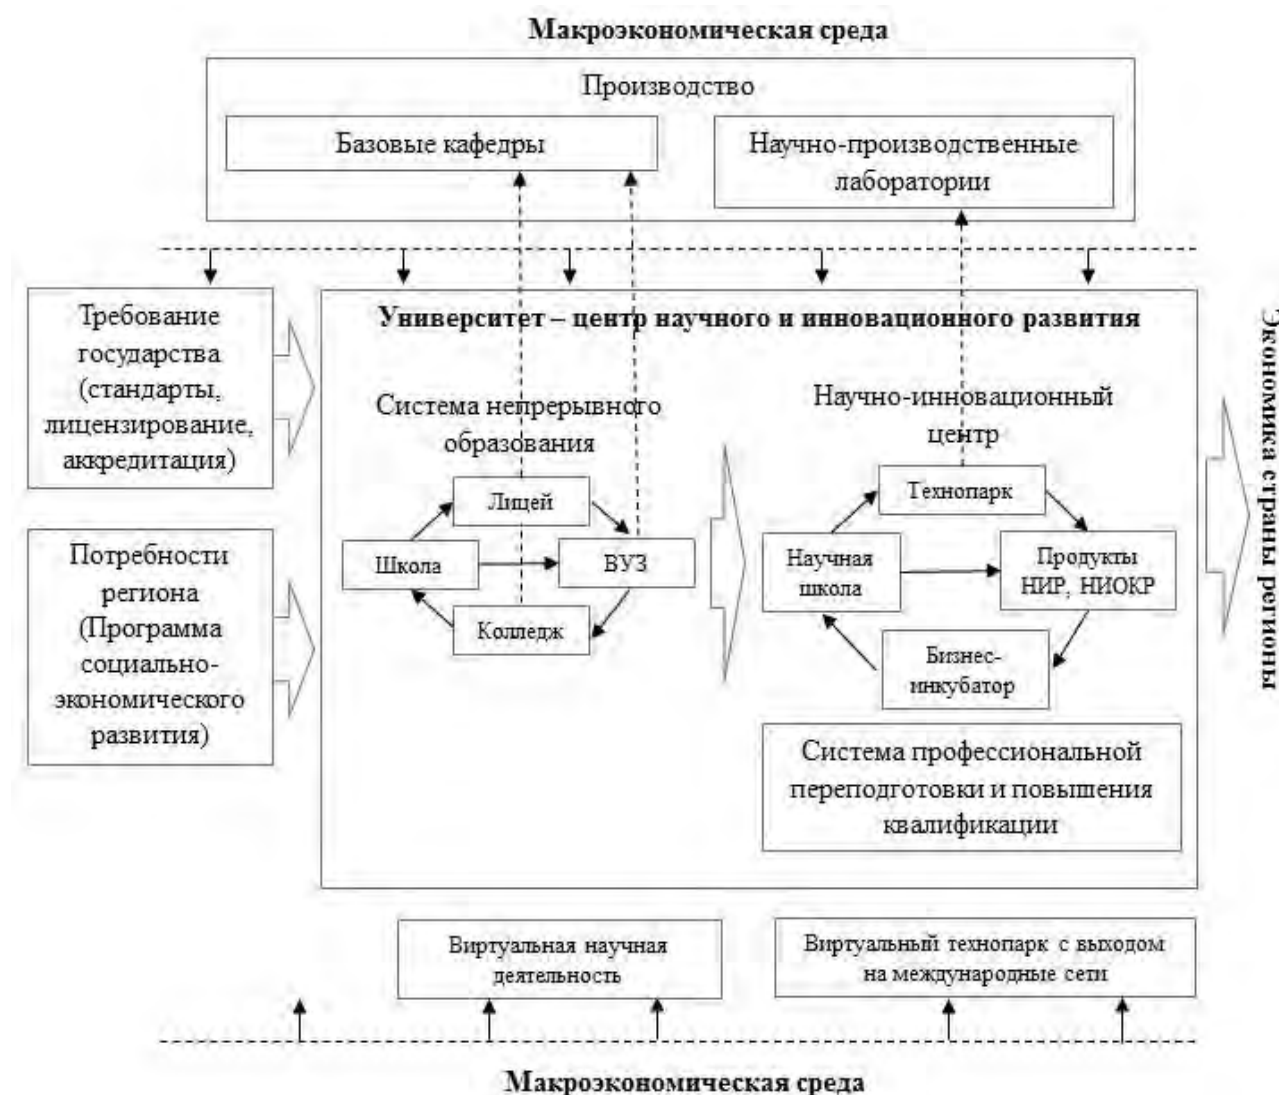 Макроэкономическая среда
Производство
Базовые кафедры
Научно-производственные
лаборатории
Требование
государства
(стандарты,
лицензирование,
аккредитация)
Потребности
региона
(Программа
социально-
экономического
развития)
Университет – центр научного и инновационного развития
Система непрерывного
образования
Лицей
Школа
ВУЗ
Колледж
Научно-инновационный
центр
Технопарк
Научная
школа
Продукты
НИР, НИОКР
Бизнес-
инкубатор
Система профессиональной
переподготовки и повышения
квалификации
Экономика страны регионы
Виртуальная научная
деятельность
Виртуальный технопарк с выходом
на международные сети
Макроэкономическая среда